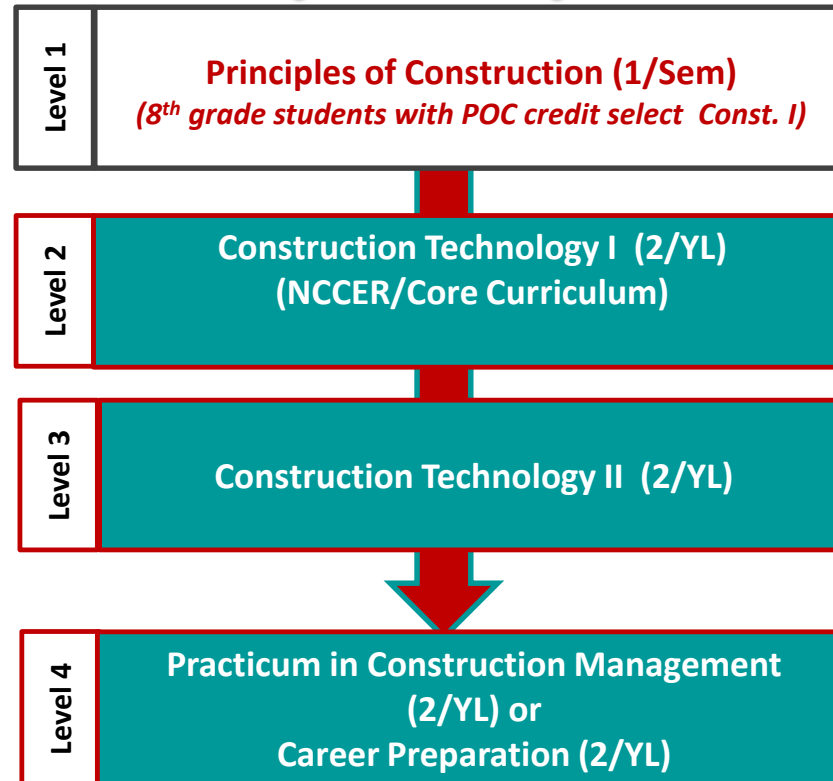 Level 1
Principles of Construction (1/Sem)
(8th grade students with POC credit select Const. I)
Level 2
Construction Technology I (2/YL)
(NCCER/Core Curriculum)
Level 3
Construction Technology II (2/YL)
Level 4
Practicum in Construction Management
(2/YL) or
Career Preparation (2/YL)